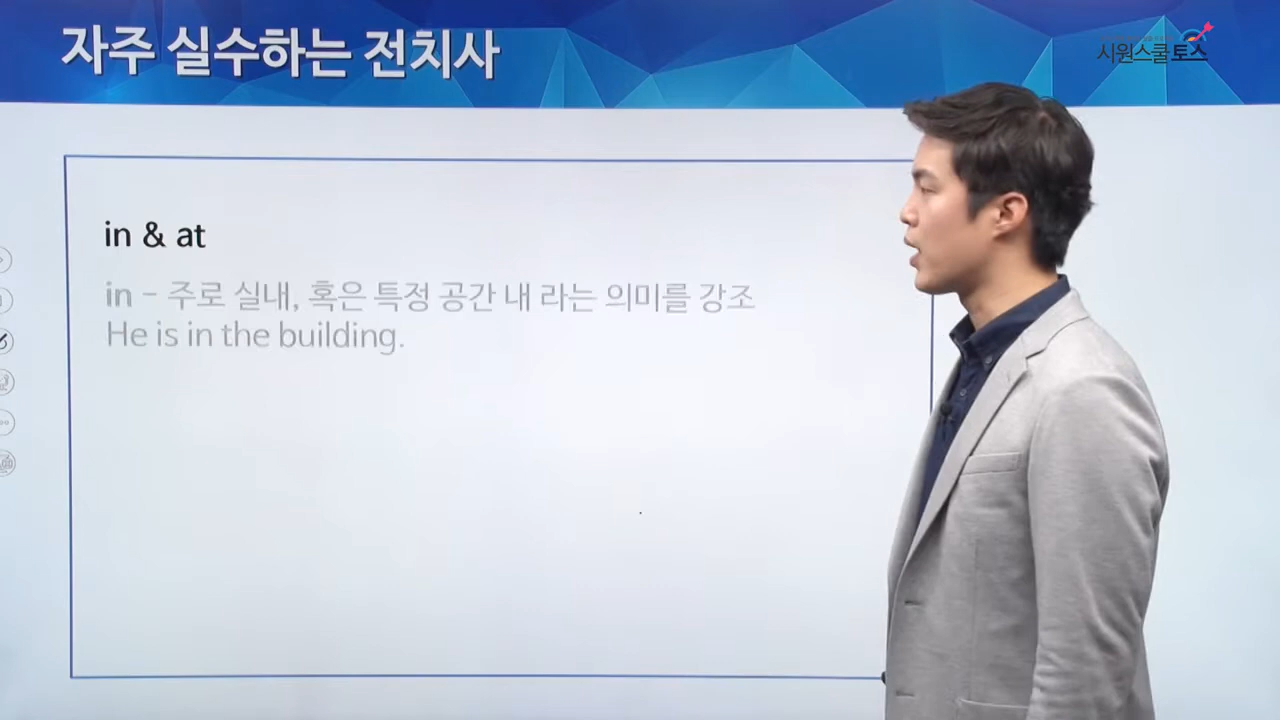 자주 실수하는 전치사
시원스쿨토스
in & at
in - 주로 실내, 혹은 특정 공간 내 라는 의미를 강조
He is in the building.